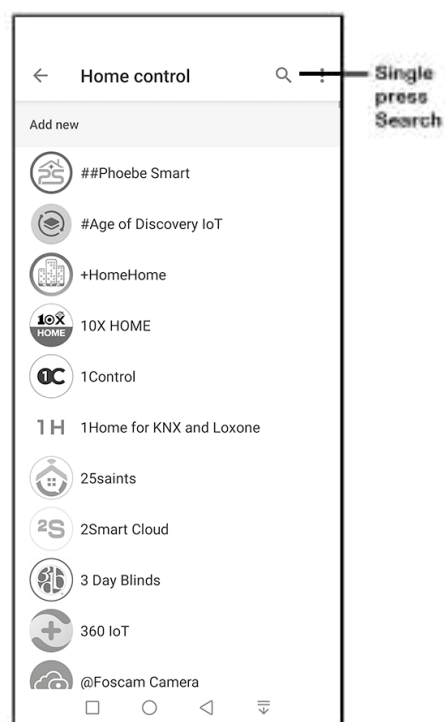 Home control
Single
press
Search
Add new
##Phoebe Smart
#Age of Discovery IoT
+HomeHome
10X
HOME
10X HOME
1C
1Control
1H
1Home for KNX and Loxone
25saints
2S
2Smart Cloud
3 Day Blinds
360 IoT
@Foscam Camera